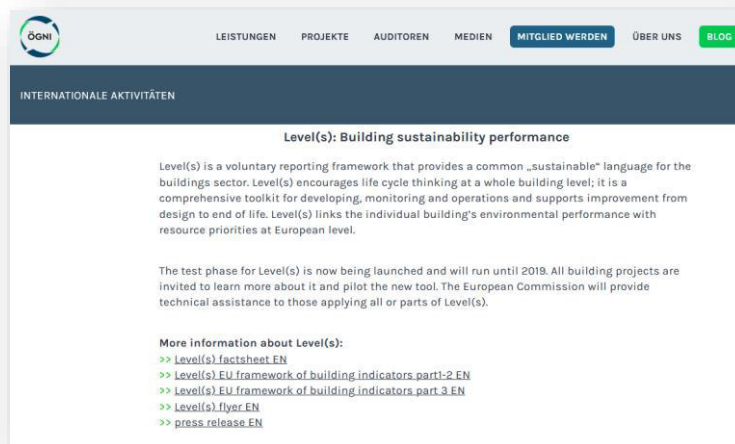 ÖGNI
LEISTUNGEN PROJEKTE AUDITOREN MEDIEN MITGLIED WERDEN ÜBER UNS BLOG
INTERNATIONALE AKTIVITÄTEN
Level(s): Building sustainability performance
Level(s) is a voluntary reporting framework that provides a common „sustainable“ language for the
buildings sector. Level(s) encourages life cycle thinking at a whole building level; it is a
comprehensive toolkit for developing, monitoring and operations and supports improvement from
design to end of life. Level(s) links the individual building's environmental performance with
resource priorities at European level.
The test phase for Level(s) is now being launched and will run until 2019. All building projects are
invited to learn more about it and pilot the new tool. The European Commission will provide
technical assistance to those applying all or parts of Level(s).
More information about Level(s):
>> Level(s) factsheet EN
>> Level(s) EU framework of building indicators part1-2 EN
>> Level(s) EU framework of building indicators part 3 EN
>> Level(s) flyer EN
>> press release EN